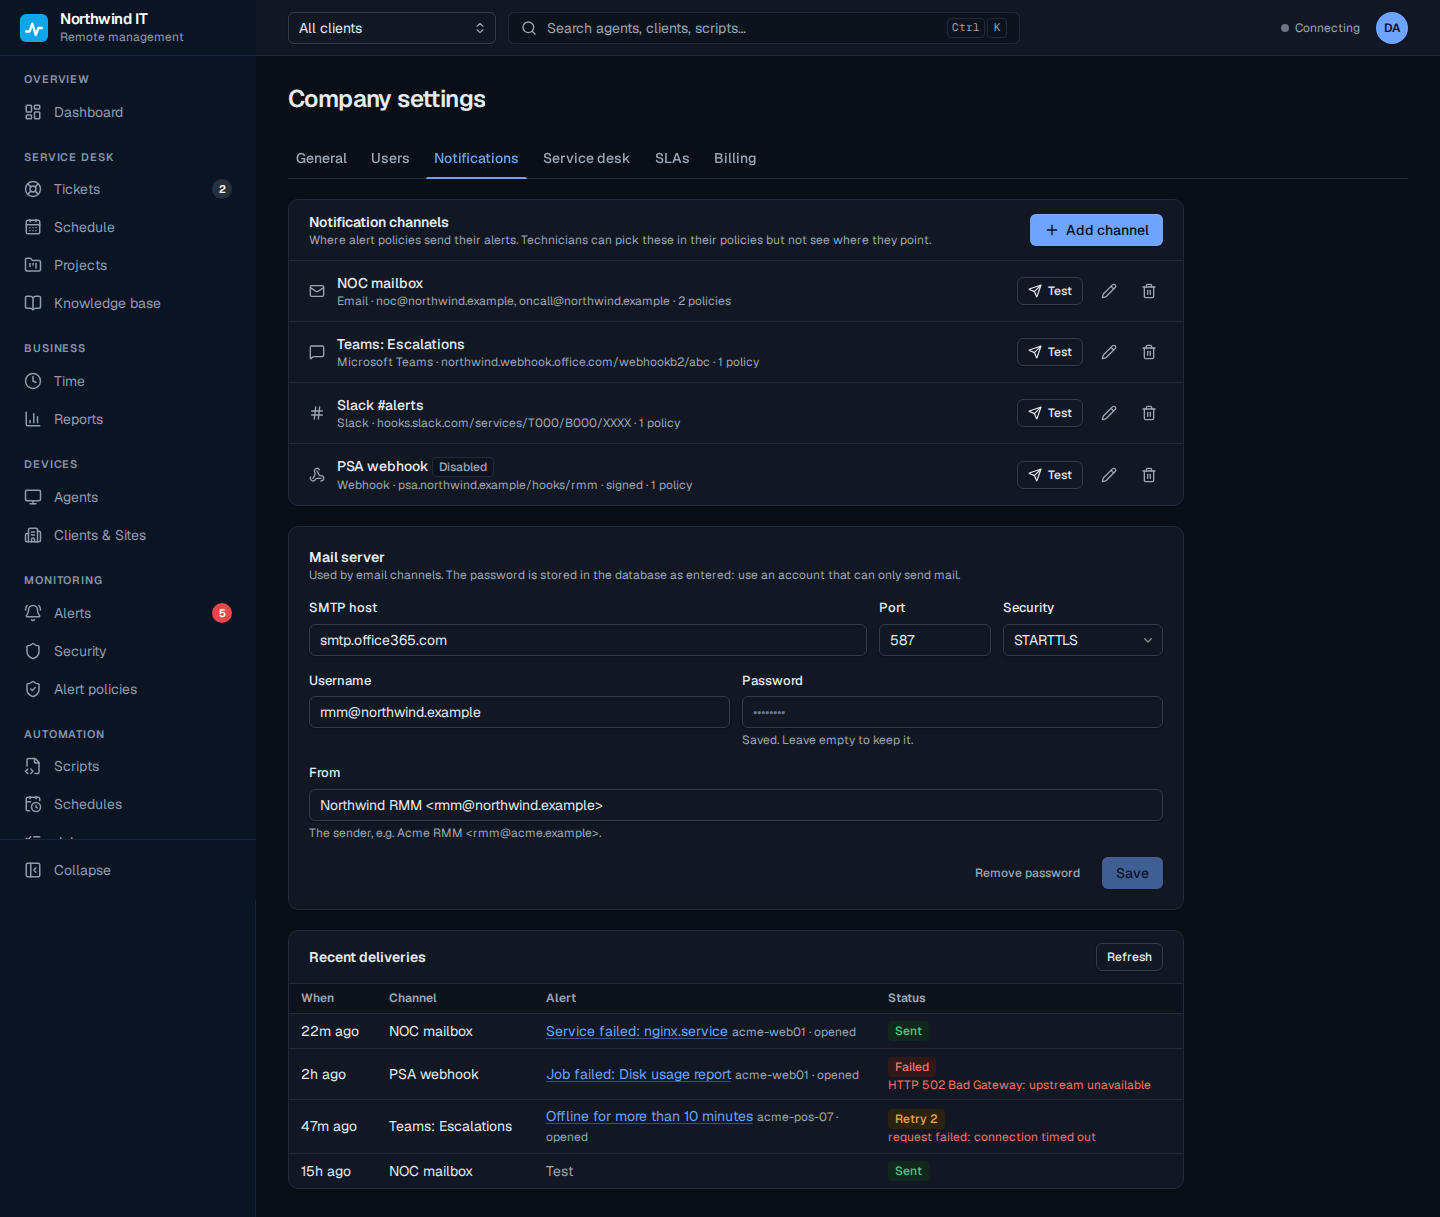 Northwind IT
Remote management
All clients
Search agents, clients, scripts...
Ctrl K
Connecting
DA
OVERVIEW
Dashboard
SERVICE DESK
Tickets 2
Schedule
Projects
Knowledge base
BUSINESS
Time
Reports
DEVICES
Agents
Clients & Sites
MONITORING
Alerts 5
Security
Alert policies
AUTOMATION
Scripts
Schedules
Collapse
Company settings
General Users Notifications Service desk SLAs Billing
Notification channels
Where alert policies send their alerts. Technicians can pick these in their policies but not see where they point.
Add channel
NOC mailbox
Email · noc@northwind.example, oncall@northwind.example · 2 policies
Test
Teams: Escalations
Microsoft Teams · northwind.webhook.office.com/webhookb2/abc · 1 policy
Test
Slack #alerts
Slack · hooks.slack.com/services/T000/B000/XXXX · 1 policy
Test
PSA webhook Disabled
Webhook · psa.northwind.example/hooks/rmm · signed · 1 policy
Test
Mail server
Used by email channels. The password is stored in the database as entered: use an account that can only send mail.
SMTP host Port Security
smtp.office365.com 587 STARTTLS
Username Password
rmm@northwind.example ••••••••
Saved. Leave empty to keep it.
From
Northwind RMM <rmm@northwind.example>
The sender, e.g. Acme RMM <rmm@acme.example>.
Remove password Save
Recent deliveries
Refresh
When Channel Alert Status
22m ago NOC mailbox Service failed: nginx.service acme-web01 · opened Sent
2h ago PSA webhook Job failed: Disk usage report acme-web01 · opened Failed
HTTP 502 Bad Gateway: upstream unavailable
47m ago Teams: Escalations Offline for more than 10 minutes acme-pos-07 · opened Retry 2
request failed: connection timed out
15h ago NOC mailbox Test Sent